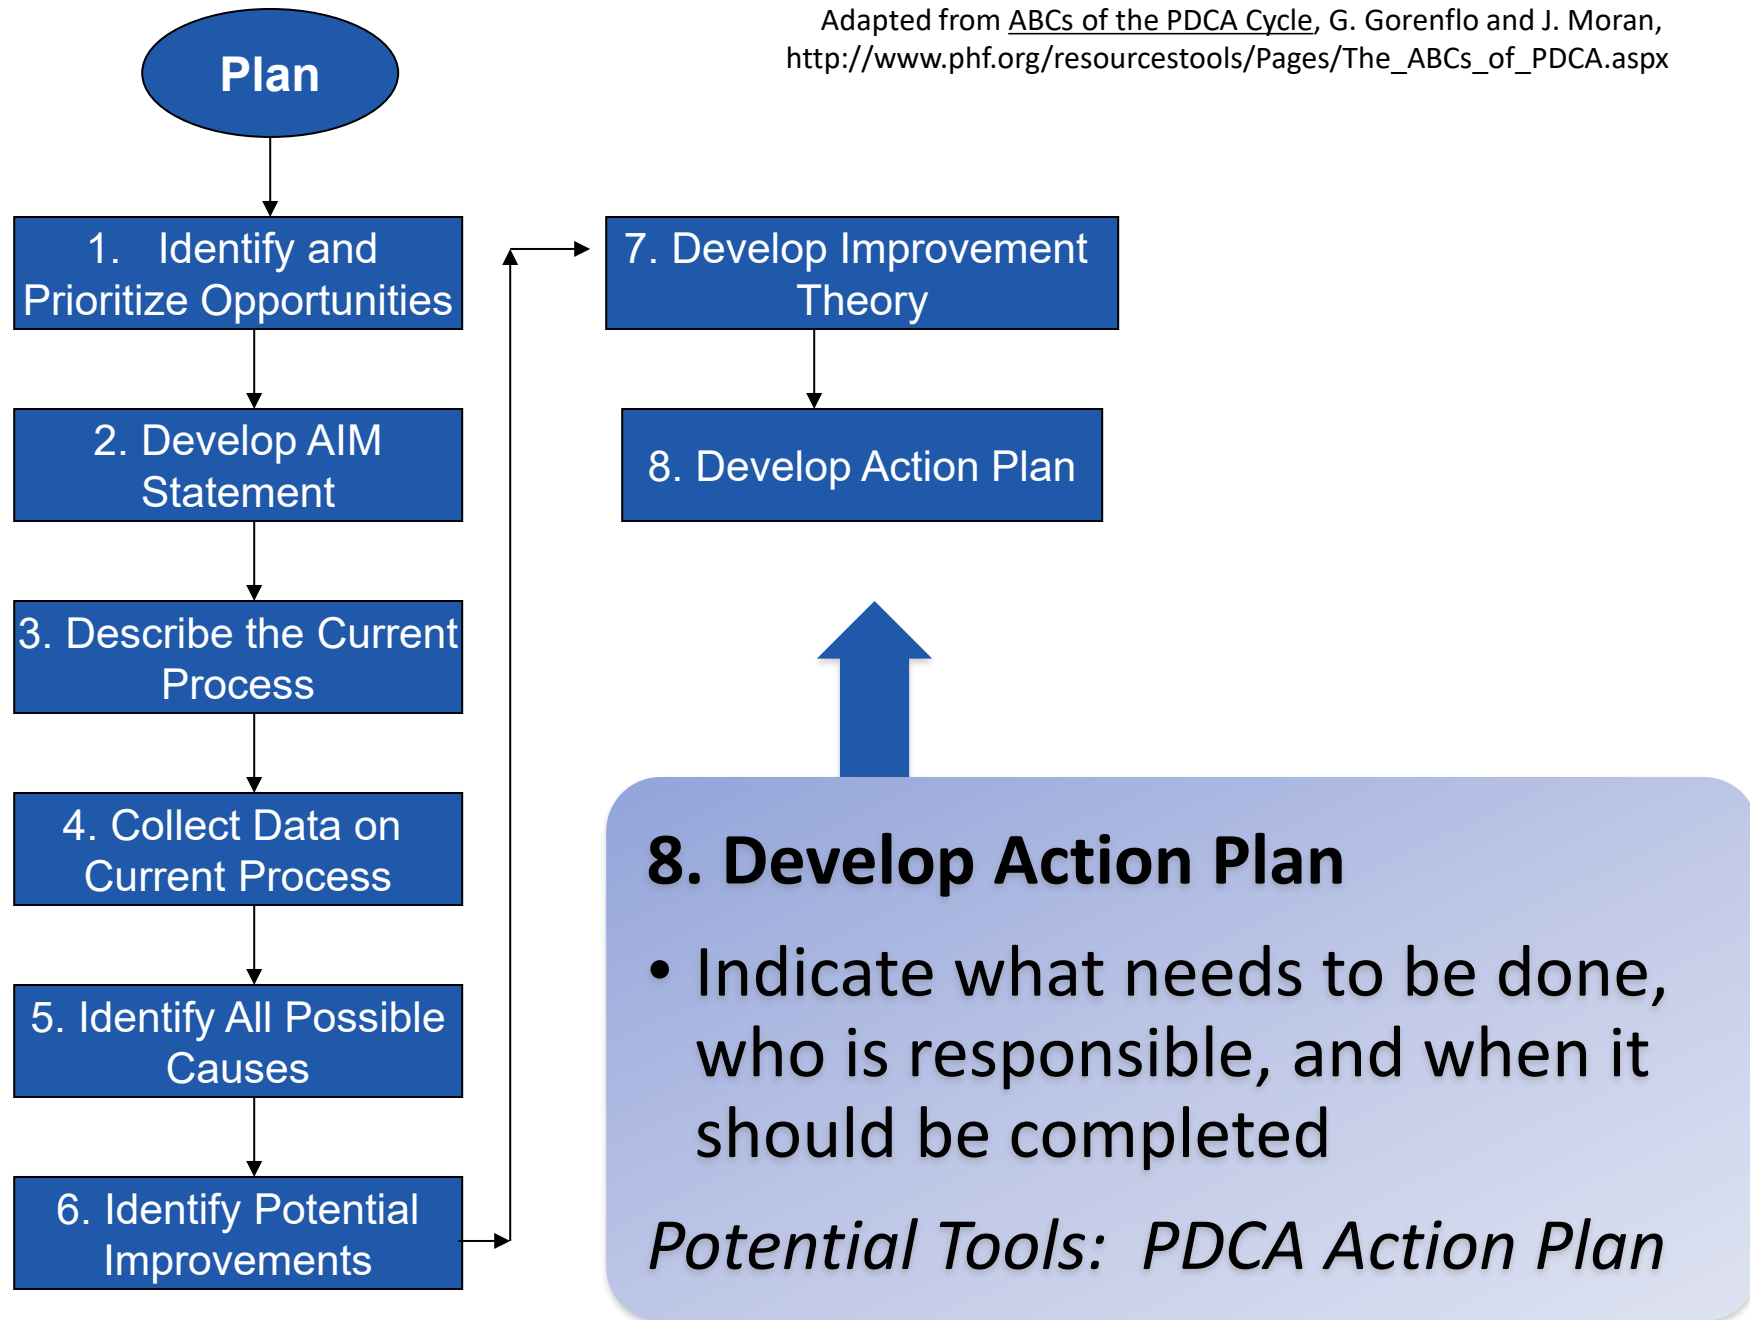 Adapted from ABCs of the PDCA Cycle, G. Gorenflo and J. Moran,
http://www.phf.org/resourcestools/Pages/The_ABCs_of_PDCA.aspx
Plan
1. Identify and
Prioritize Opportunities
2. Develop AIM
Statement
3. Describe the Current
Process
4. Collect Data on
Current Process
5. Identify All Possible
Causes
6. Identify Potential
Improvements
7. Develop Improvement
Theory
8. Develop Action Plan
8. Develop Action Plan
• Indicate what needs to be done,
who is responsible, and when it
should be completed
Potential Tools: PDCA Action Plan